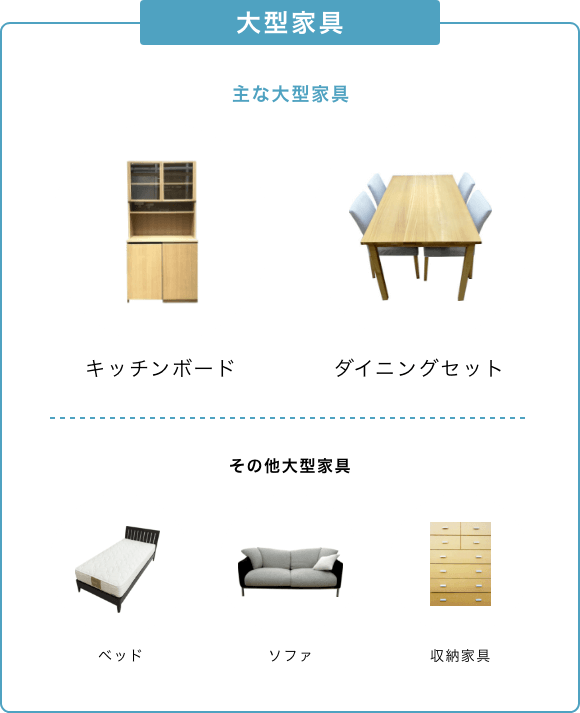 大型家具
主な大型家具
キッチンボード
ダイニングセット
その他大型家具
ベッド
ソファ
収納家具